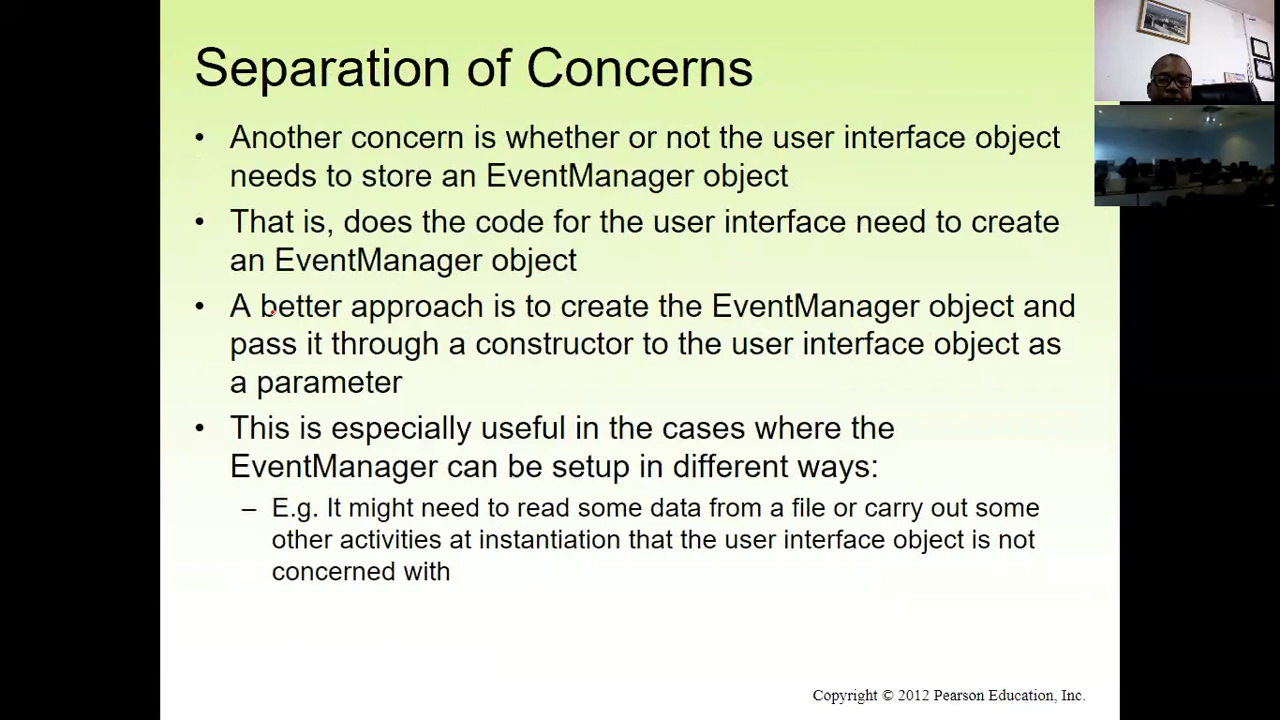 Separation of Concerns
• Another concern is whether or not the user interface object
needs to store an EventManager object
• That is, does the code for the user interface need to create
an EventManager object
• A better approach is to create the EventManager object and
pass it through a constructor to the user interface object as
a parameter
• This is especially useful in the cases where the
EventManager can be setup in different ways:
– E.g. It might need to read some data from a file or carry out some
other activities at instantiation that the user interface object is not
concerned with
Copyright © 2012 Pearson Education, Inc.